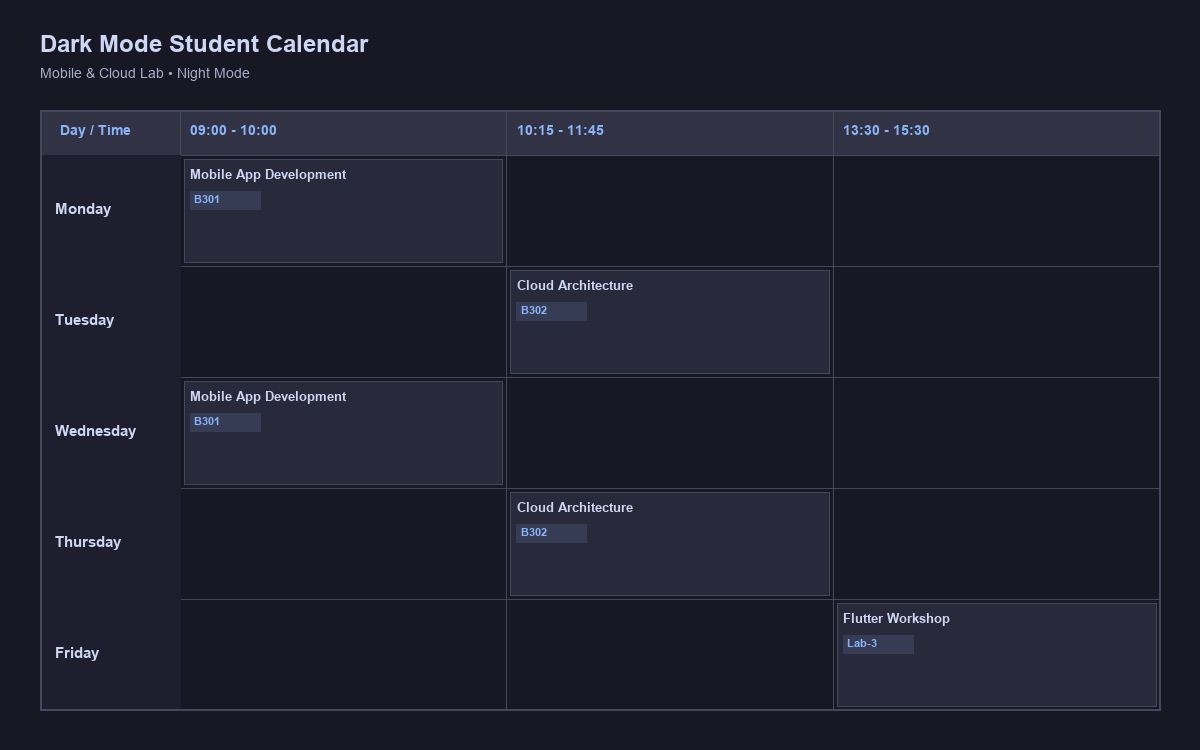 Dark Mode Student Calendar
Mobile & Cloud Lab • Night Mode
Day / Time
09:00 - 10:00
10:15 - 11:45
13:30 - 15:30
Monday
Mobile App Development
B301
Tuesday
Cloud Architecture
B302
Wednesday
Mobile App Development
B301
Thursday
Cloud Architecture
B302
Friday
Flutter Workshop
Lab-3